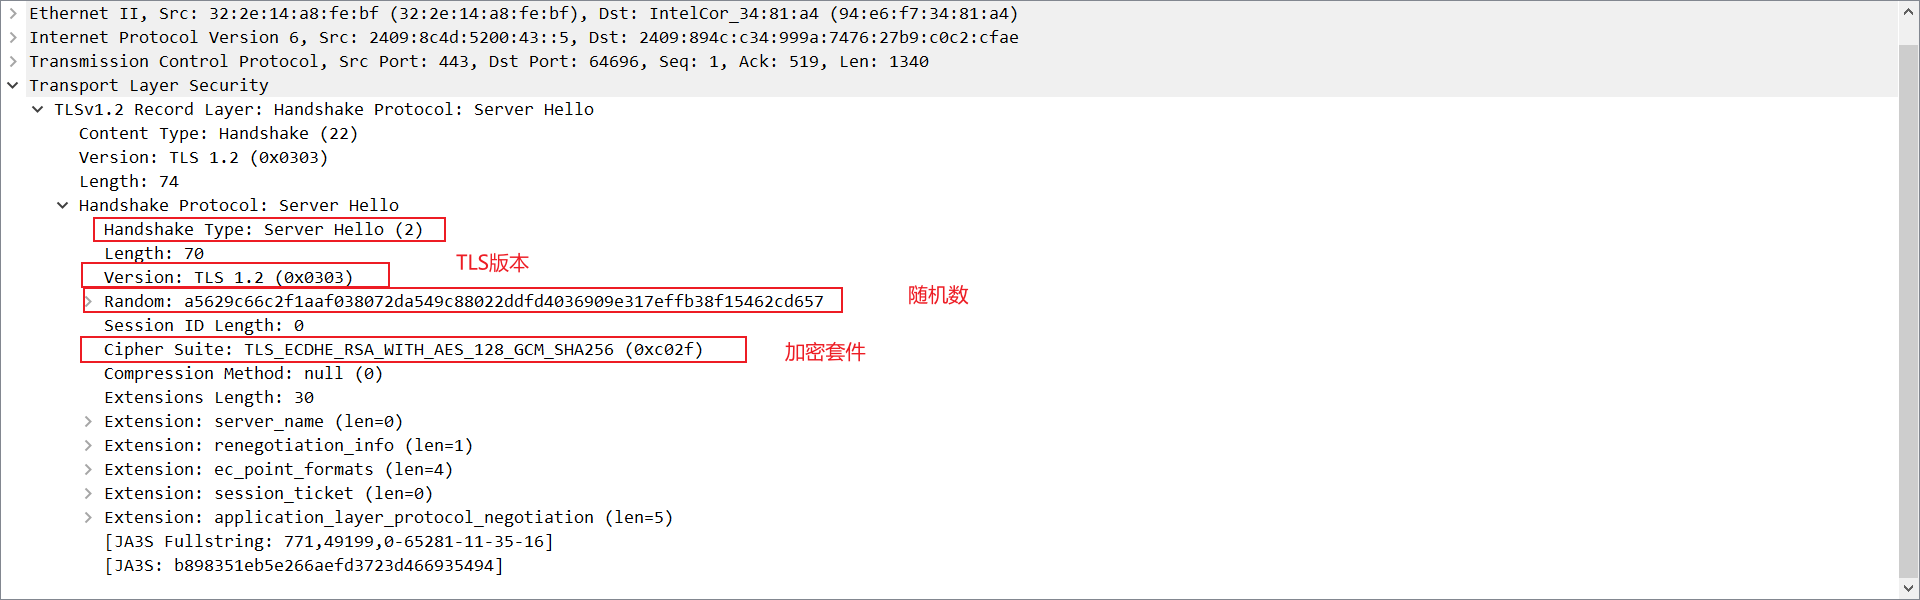 Ethernet II, Src: 32:2e:14:a8:fe:bf (32:2e:14:a8:fe:bf), Dst: IntelCor_34:81:a4 (94:e6:f7:34:81:a4)
Internet Protocol Version 6, Src: 2409:8c4d:5200:43::5, Dst: 2409:894c:c34:999a:7476:27b9:c0c2:cfae
Transmission Control Protocol, Src Port: 443, Dst Port: 64696, Seq: 1, Ack: 519, Len: 1340
Transport Layer Security
TLSv1.2 Record Layer: Handshake Protocol: Server Hello
Content Type: Handshake (22)
Version: TLS 1.2 (0x0303)
Length: 74
Handshake Protocol: Server Hello
Handshake Type: Server Hello (2)
Length: 70
Version: TLS 1.2 (0x0303) TLS版本
Random: a5629c66c2f1aaf038072da549c88022ddfd4036909e317effb38f15462cd657 随机数
Session ID Length: 0
Cipher Suite: TLS_ECDHE_RSA_WITH_AES_128_GCM_SHA256 (0xc02f) 加密套件
Compression Method: null (0)
Extensions Length: 30
Extension: server_name (len=0)
Extension: renegotiation_info (len=1)
Extension: ec_point_formats (len=4)
Extension: session_ticket (len=0)
Extension: application_layer_protocol_negotiation (len=5)
[JA3S Fullstring: 771,49199,0-65281-11-35-16]
[JA3S: b898351eb5e266aefd3723d466935494]